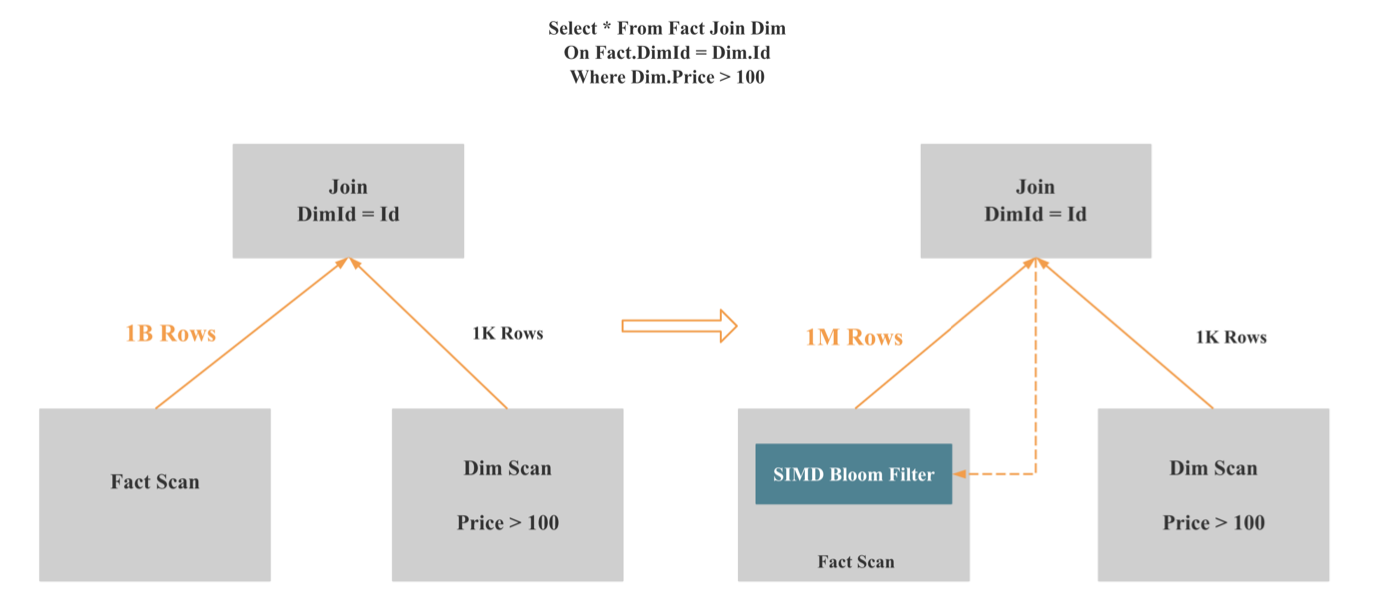 Select * From Fact Join Dim
On Fact.DimId = Dim.Id
Where Dim.Price > 100
Join
DimId = Id
1B Rows
1K Rows
Fact Scan
Dim Scan
Price > 100
Join
DimId = Id
1M Rows
1K Rows
SIMD Bloom Filter
Fact Scan
Dim Scan
Price > 100